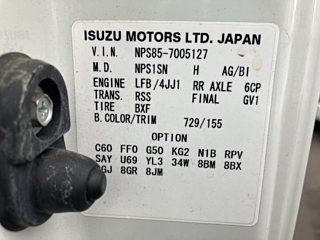 ISUZU MOTORS LTD. JAPAN
V.I.N. NPS85-7005127
M.D. NPS1SN H AG/BI
ENGINE LFB/4JJ1 RR AXLE 6CP
TRANS. RSS FINAL GV1
TIRE BXF
B.COLOR/TRIM 729/155
OPTION
C60 FF0 G50 KG2 N1B RPV
SAY U69 YL3 34W 8BM 8BX
8GR 8JM